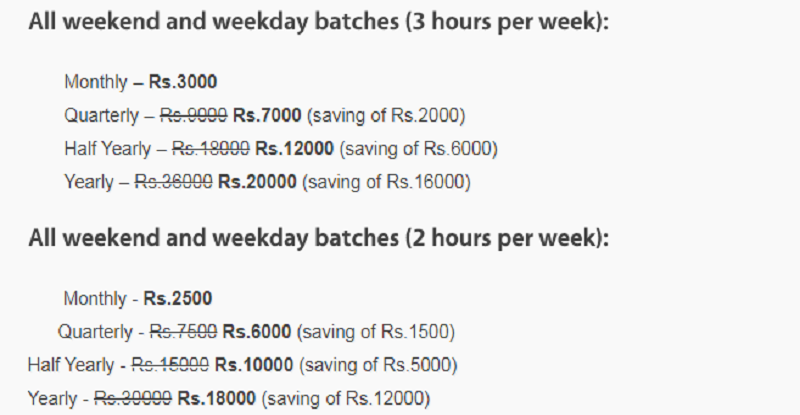 All weekend and weekday batches (3 hours per week):
Monthly – Rs.3000
Quarterly – Rs.9000 Rs.7000 (saving of Rs.2000)
Half Yearly – Rs.18000 Rs.12000 (saving of Rs.6000)
Yearly – Rs.36000 Rs.20000 (saving of Rs.16000)
All weekend and weekday batches (2 hours per week):
Monthly - Rs.2500
Quarterly - Rs.7500 Rs.6000 (saving of Rs.1500)
Half Yearly - Rs.15000 Rs.10000 (saving of Rs.5000)
Yearly - Rs.30000 Rs.18000 (saving of Rs.12000)